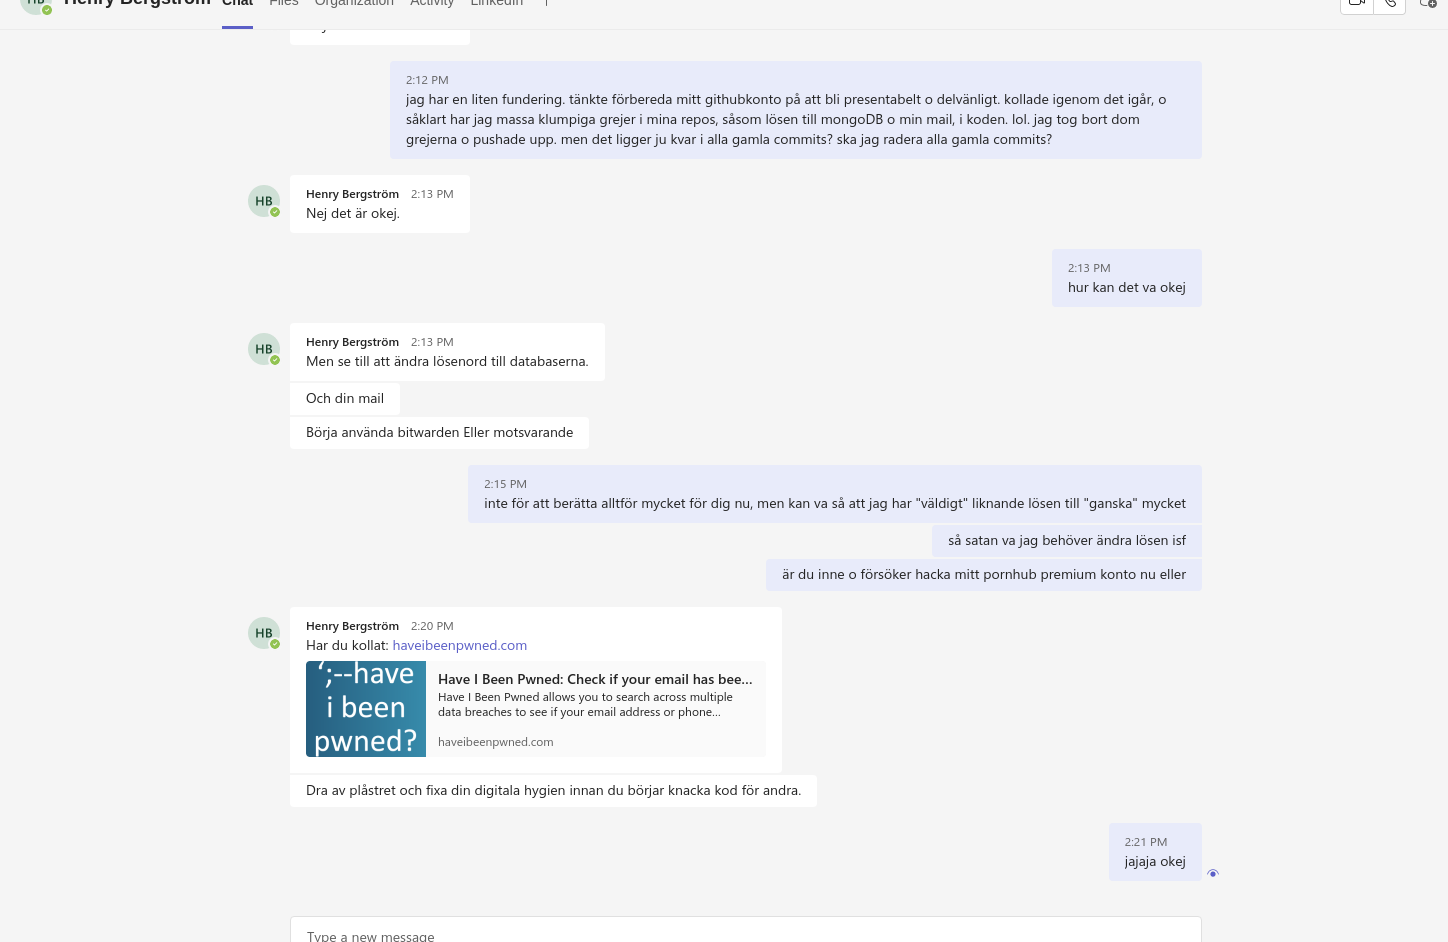 HB Henry Bergström Chat Files Organization Activity LinkedIn
2:12 PM
jag har en liten fundering. tänkte förbereda mitt githubkonto på att bli presentabelt o delvänligt. kollade igenom det igår, o
såklart har jag massa klumpiga grejer i mina repos, såsom lösen till mongoDB o min mail, i koden. lol. jag tog bort dom
grejerna o pushade upp. men det ligger ju kvar i alla gamla commits? ska jag radera alla gamla commits?
HB
Henry Bergström 2:13 PM
Nej det är okej.
2:13 PM
hur kan det va okej
HB
Henry Bergström 2:13 PM
Men se till att ändra lösenord till databaserna.
Och din mail
Börja använda bitwarden Eller motsvarande
2:15 PM
inte för att berätta alltför mycket för dig nu, men kan va så att jag har "väldigt" liknande lösen till "ganska" mycket
så satan va jag behöver ändra lösen isf
är du inne o försöker hacka mitt pornhub premium konto nu eller
HB
Henry Bergström 2:20 PM
Har du kollat: haveibeenpwned.com
';--have
i been
pwned?
Have I Been Pwned: Check if your email has bee...
Have I Been Pwned allows you to search across multiple
data breaches to see if your email address or phone...
haveibeenpwned.com
Dra av plåstret och fixa din digitala hygien innan du börjar knacka kod för andra.
2:21 PM
jajaja okej
Type a new message